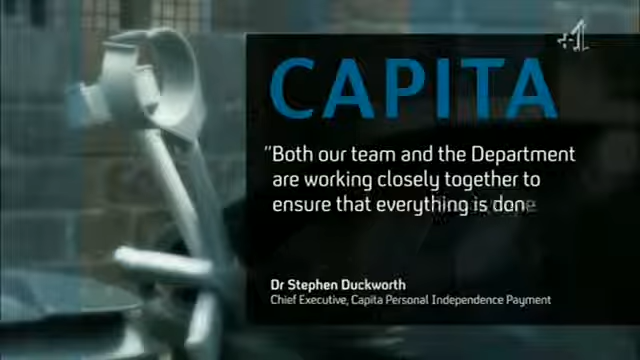 +1
CAPITA
"Both our team and the Department
are working closely together to
ensure that everything is done
Dr Stephen Duckworth
Chief Executive, Capita Personal Independence Payment